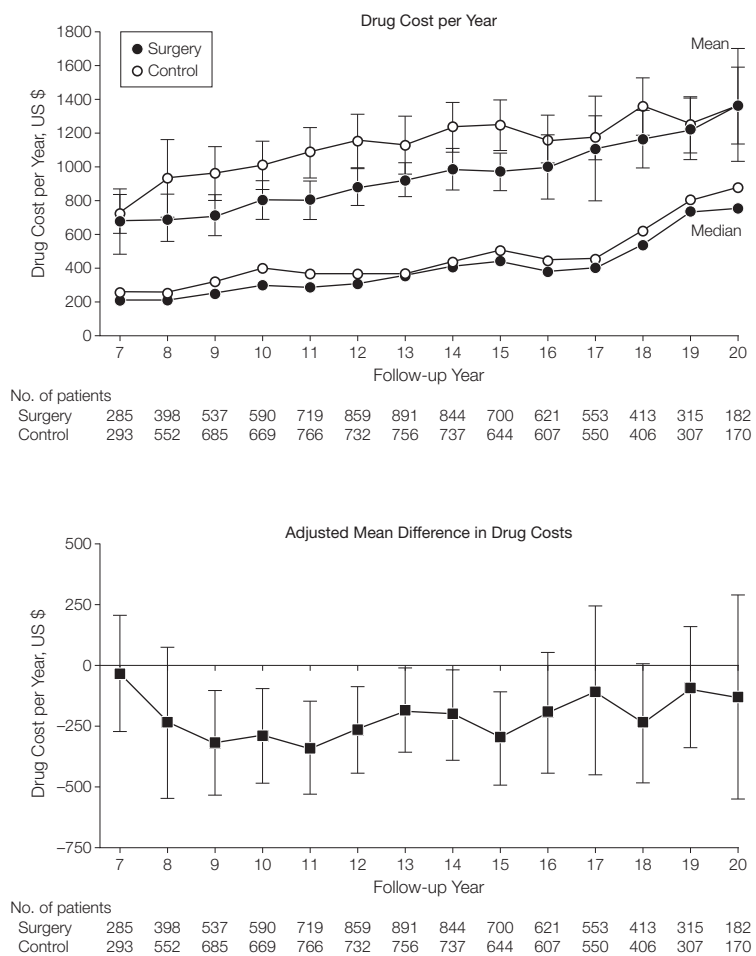 Drug Cost per Year
1800
1600
1400
1200
1000
800
600
400
200
0
Drug Cost per Year, US $
Surgery
Control
Mean
Median
7 8 9 10 11 12 13 14 15 16 17 18 19 20
Follow-up Year
No. of patients
Surgery 285 398 537 590 719 859 891 844 700 621 553 413 315 182
Control 293 552 685 669 766 732 756 737 644 607 550 406 307 170
Adjusted Mean Difference in Drug Costs
500
250
0
–250
–500
–750
Drug Cost per Year, US $
7 8 9 10 11 12 13 14 15 16 17 18 19 20
Follow-up Year
No. of patients
Surgery 285 398 537 590 719 859 891 844 700 621 553 413 315 182
Control 293 552 685 669 766 732 756 737 644 607 550 406 307 170